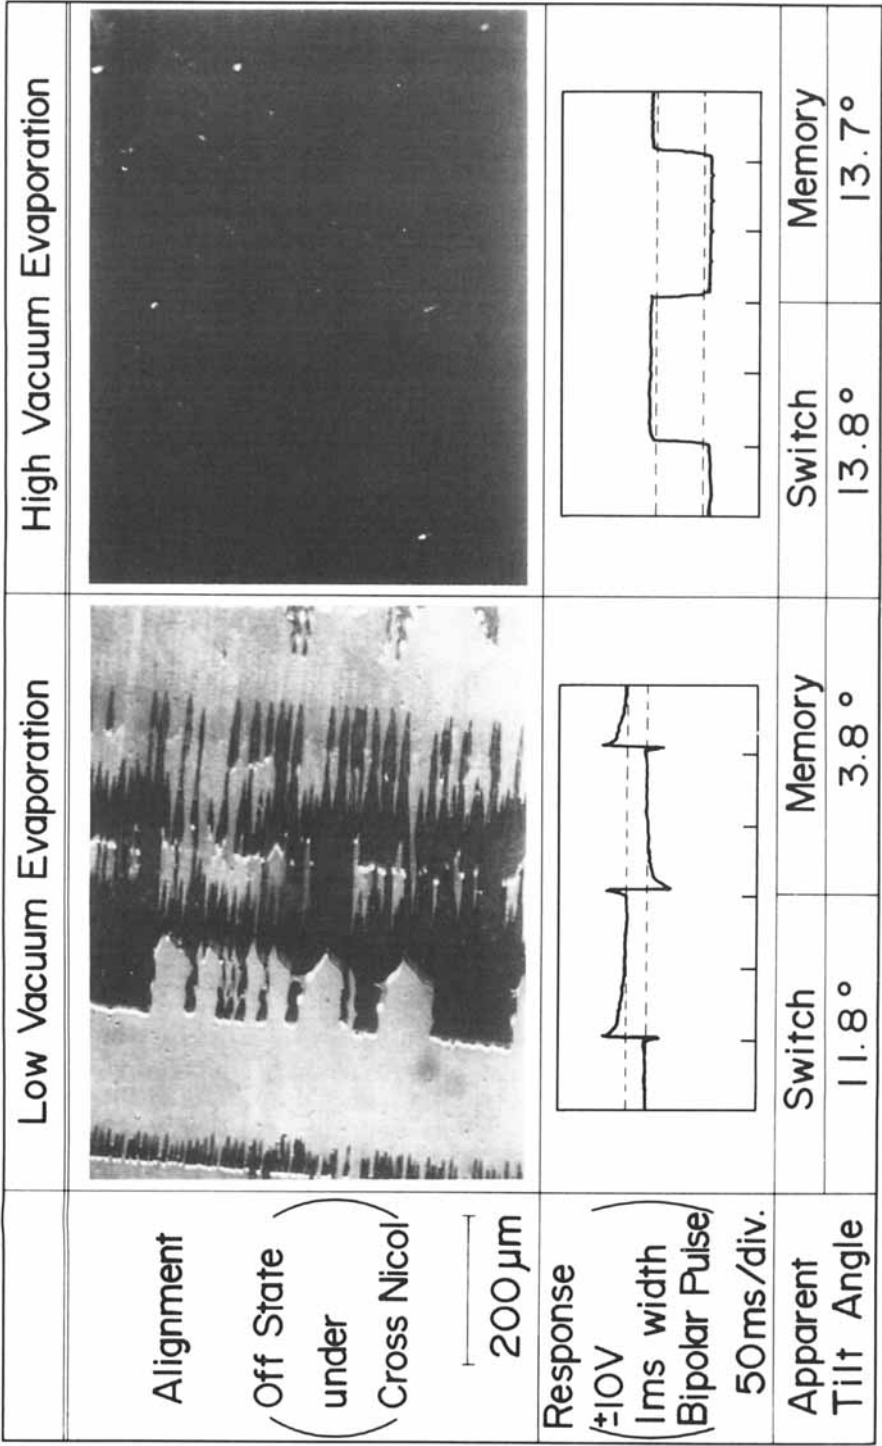 Low Vacuum Evaporation
High Vacuum Evaporation
Alignment
(Off State
under
Cross Nicol)
200μm
Response
(±10V
1ms width
Bipolar Pulse)
50ms/div.
Apparent
Tilt Angle
Switch
Memory
Switch
Memory
11.8°
3.8°
13.8°
13.7°